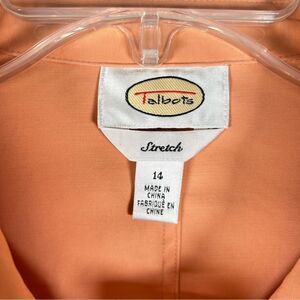 Talbots
Stretch
14
MADE IN
CHINA
FABRIQUÉ EN
CHINE